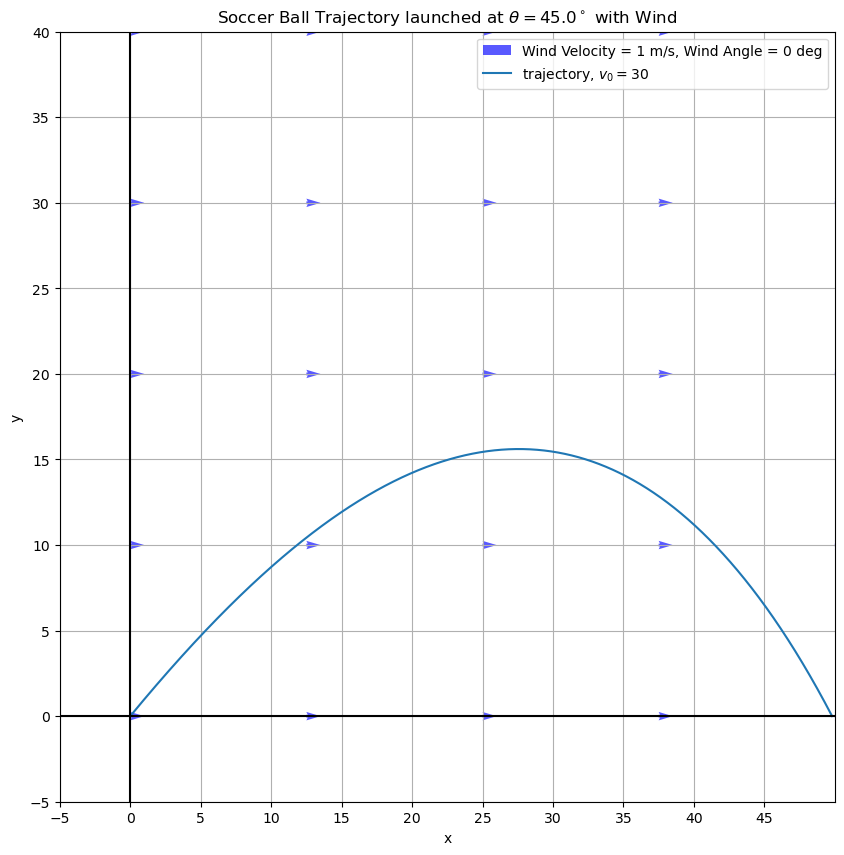 Soccer Ball Trajectory launched at θ = 45.0° with Wind
Wind Velocity = 1 m/s, Wind Angle = 0 deg
trajectory, v₀ = 30
40
35
30
25
20
15
10
5
0
−5
y
−5 0 5 10 15 20 25 30 35 40 45
x